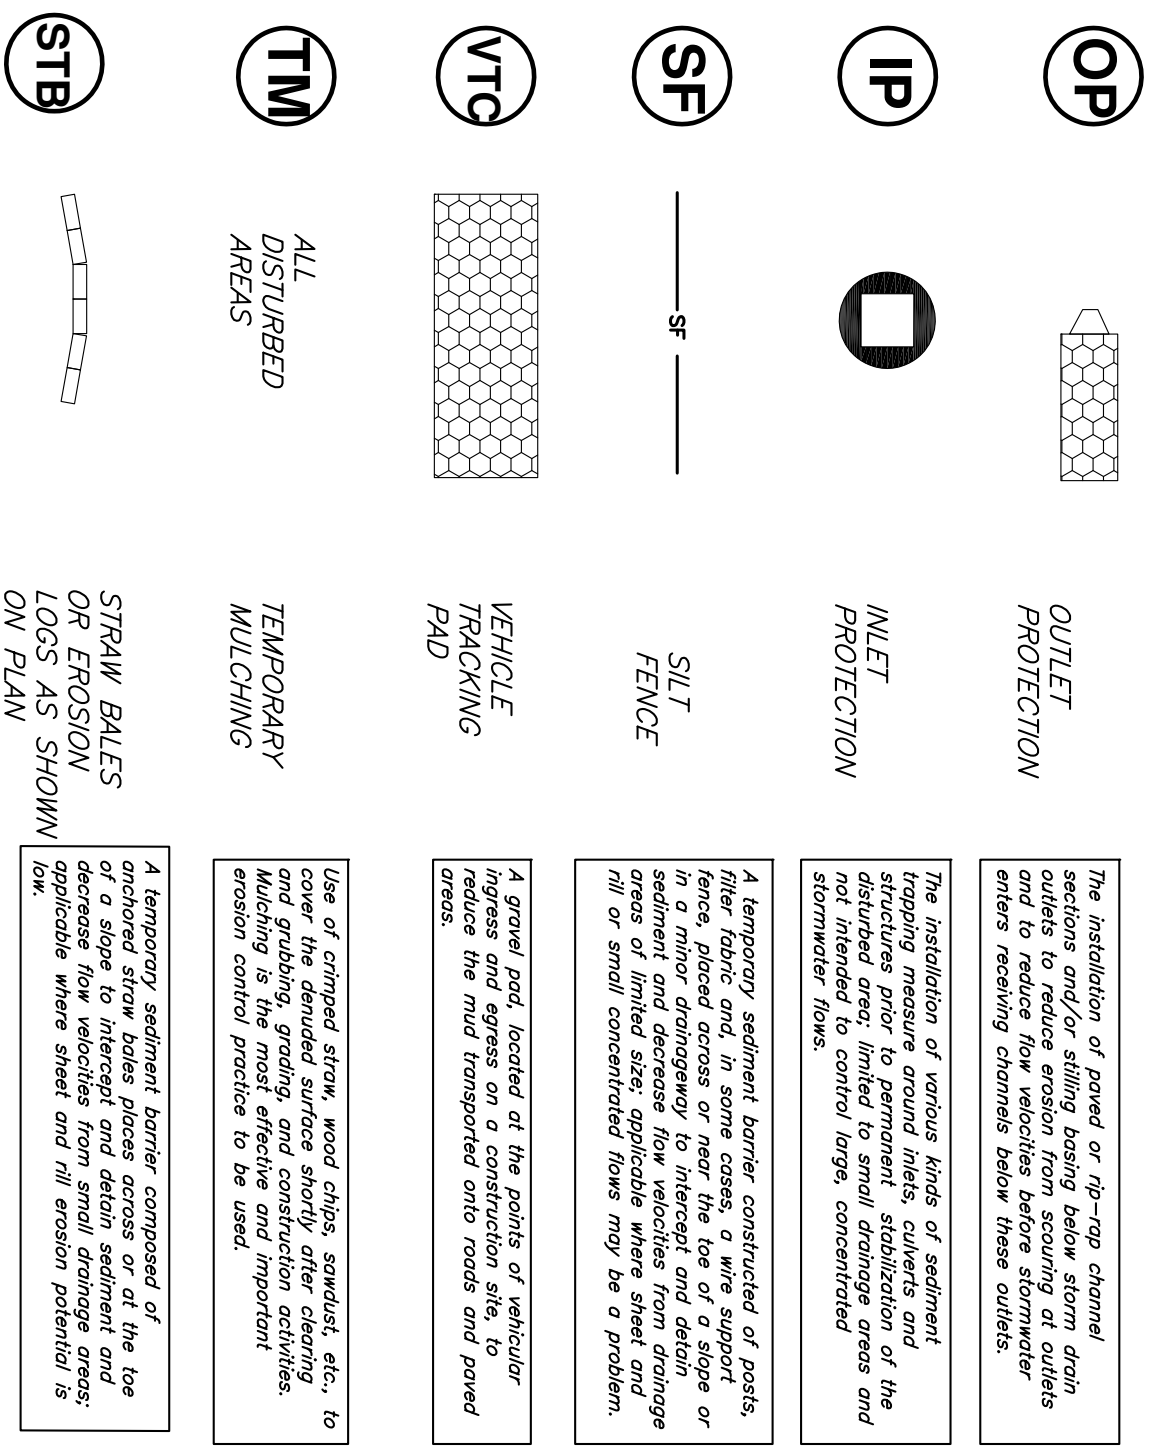 OP
OUTLET
PROTECTION
The installation of paved or rip-rap channel
sections and/or stilling basing below storm drain
outlets to reduce erosion from scouring at outlets
and to reduce flow velocities before stormwater
enters receiving channels below these outlets.
IP
INLET
PROTECTION
The installation of various kinds of sediment
trapping measure around inlets, culverts and
structures prior to permanent stabilization of the
disturbed area; limited to small drainage areas and
not intended to control large, concentrated
stormwater flows.
SF
SF
SILT
FENCE
A temporary sediment barrier constructed of posts,
filter fabric and, in some cases, a wire support
fence, placed across or near the toe of a slope or
in a minor drainageway to intercept and detain
sediment and decrease flow velocities from drainage
areas of limited size; applicable where sheet and
rill or small concentrated flows may be a problem.
VTC
VEHICLE
TRACKING
PAD
A gravel pad, located at the points of vehicular
ingress and egress on a construction site, to
reduce the mud transported onto roads and paved
areas.
TM
ALL
DISTURBED
AREAS
TEMPORARY
MULCHING
Use of crimped straw, wood chips, sawdust, etc., to
cover the denuded surface shortly after clearing
and grubbing, grading, and construction activities.
Mulching is the most effective and important
erosion control practice to be used.
STB
STRAW BALES
OR EROSION
LOGS AS SHOWN
ON PLAN
A temporary sediment barrier composed of
anchored straw bales places across or at the toe
of a slope to intercept and detain sediment and
decrease flow velocities from small drainage areas;
applicable where sheet and rill erosion potential is
low.